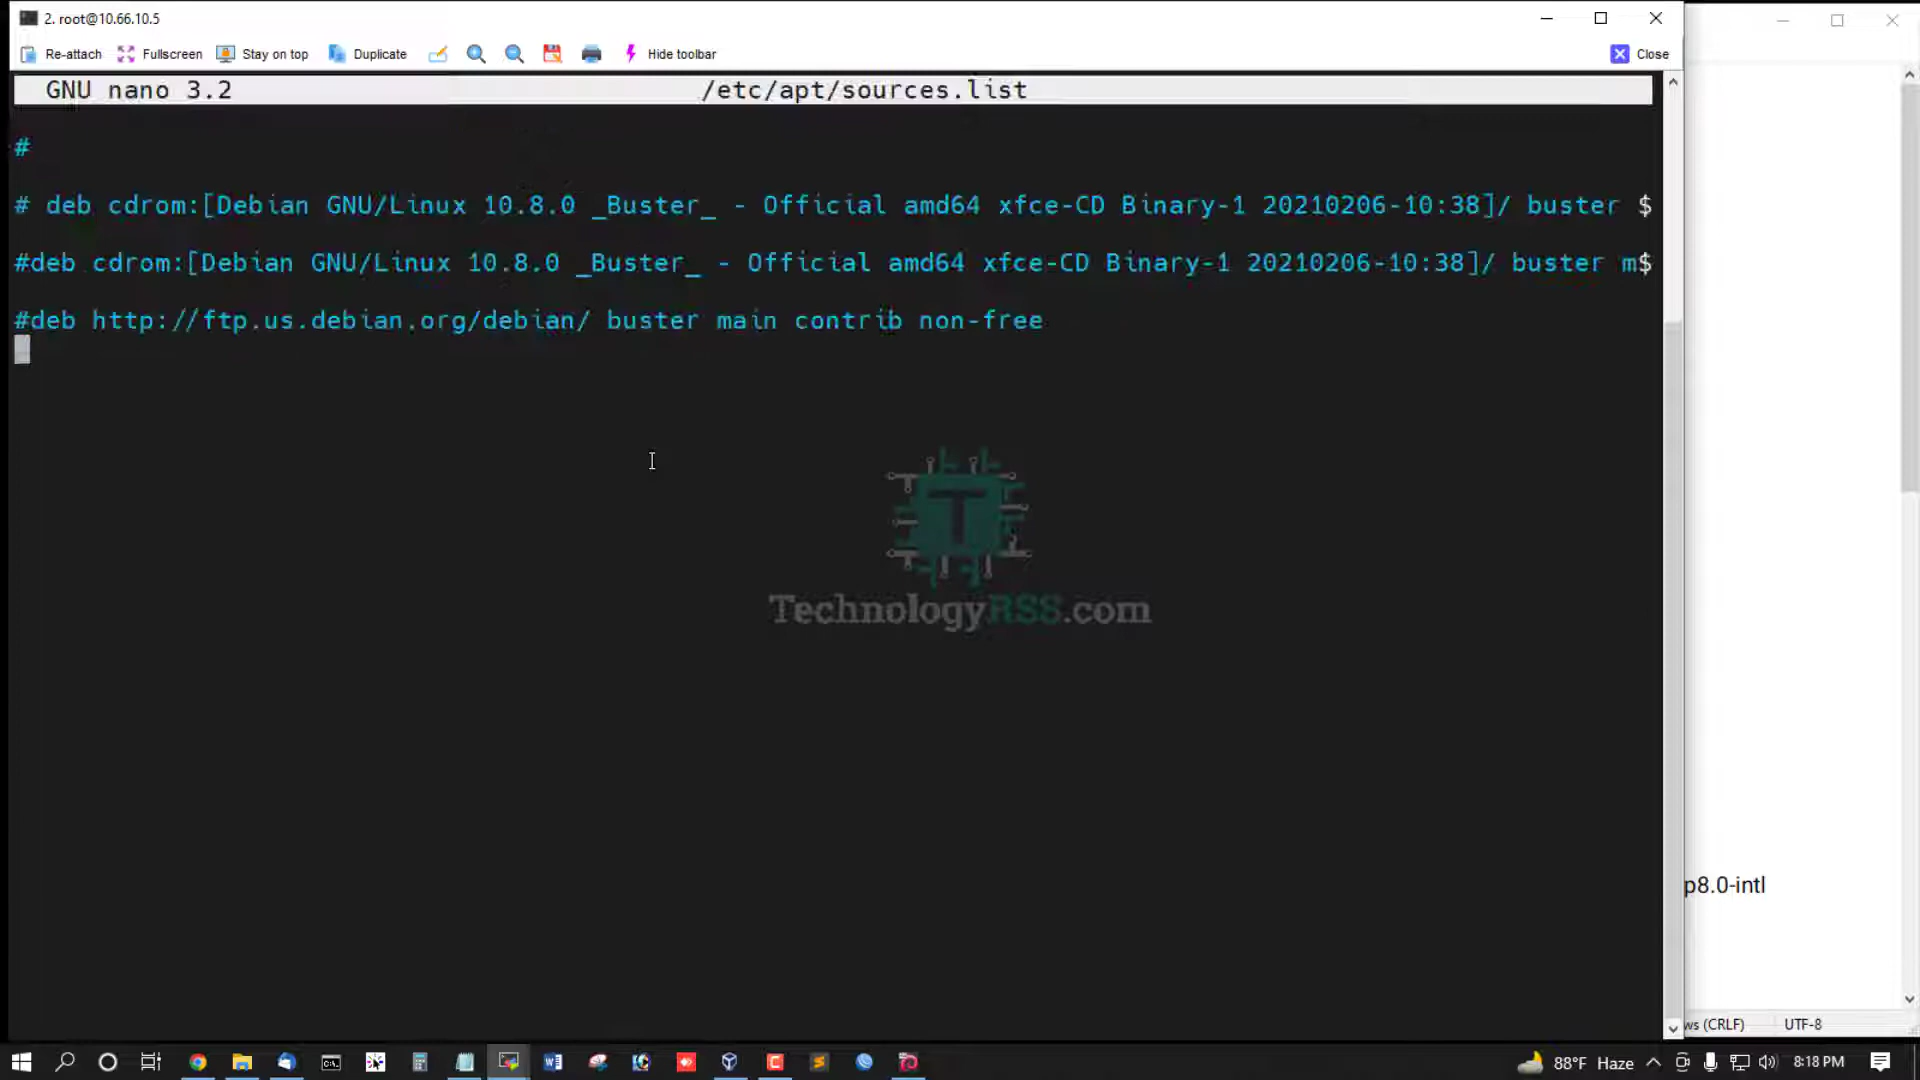 2. root@10.66.10.5
Re-attach Fullscreen Stay on top Duplicate Hide toolbar Close
GNU nano 3.2 /etc/apt/sources.list
#
# deb cdrom:[Debian GNU/Linux 10.8.0 _Buster_ - Official amd64 xfce-CD Binary-1 20210206-10:38]/ buster $
#deb cdrom:[Debian GNU/Linux 10.8.0 _Buster_ - Official amd64 xfce-CD Binary-1 20210206-10:38]/ buster m$
#deb http://ftp.us.debian.org/debian/ buster main contrib non-free
T
TechnologyRSS.com
p8.0-intl
ws (CRLF) UTF-8
88°F Haze 8:18 PM